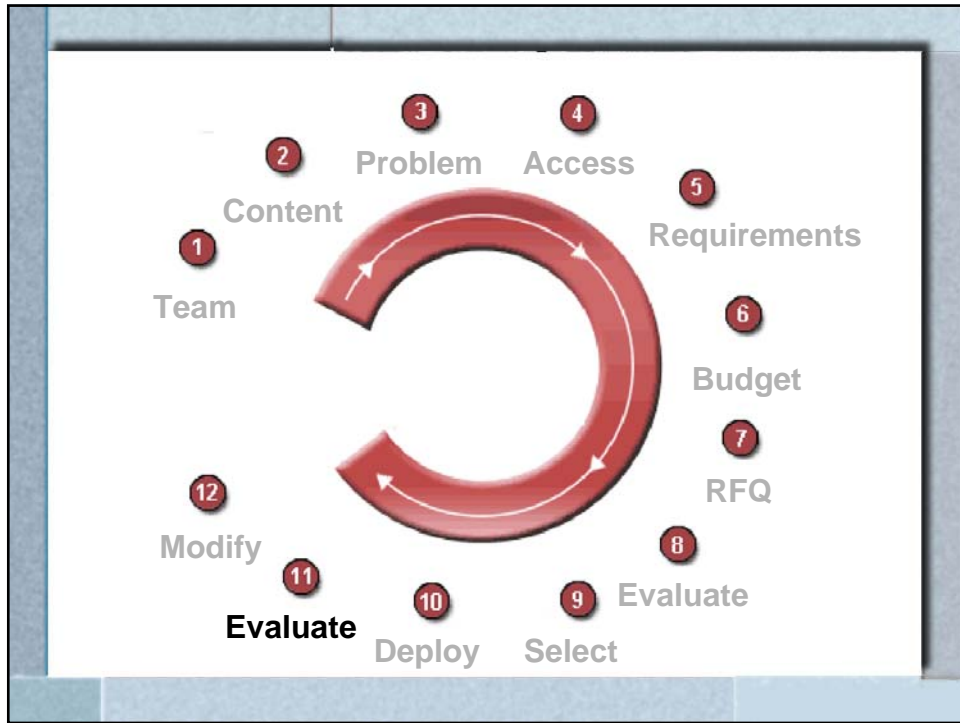 1
Team
2
Content
3
Problem
4
Access
5
Requirements
6
Budget
7
RFQ
8
Evaluate
9
Select
10
Deploy
11
Evaluate
12
Modify